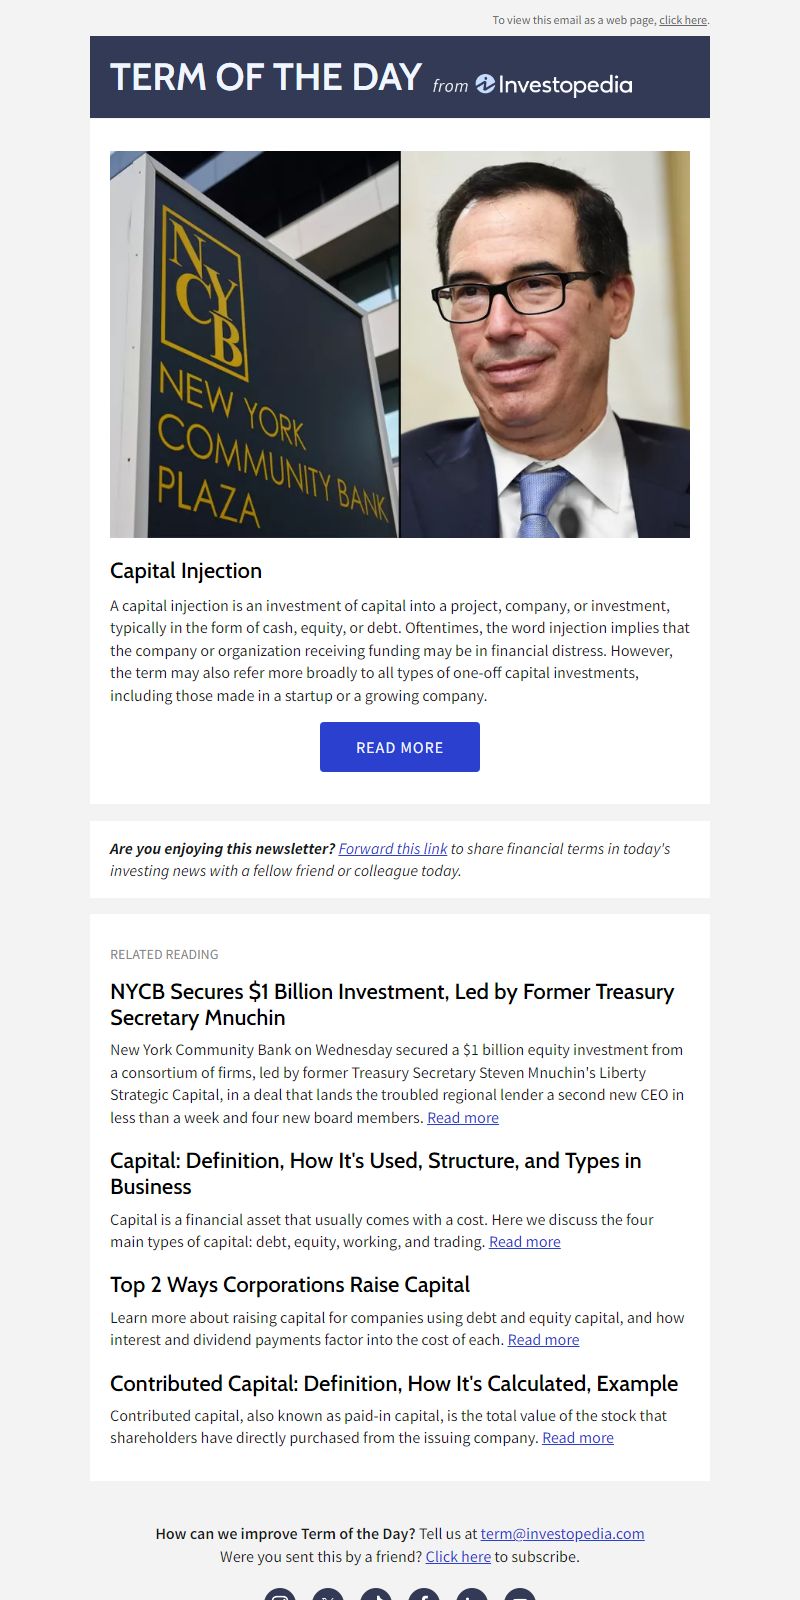 To view this email as a web page, click here.
TERM OF THE DAY from Investopedia
NYCB
NEW YORK
COMMUNITY BANK
PLAZA
Capital Injection
A capital injection is an investment of capital into a project, company, or investment,
typically in the form of cash, equity, or debt. Oftentimes, the word injection implies that
the company or organization receiving funding may be in financial distress. However,
the term may also refer more broadly to all types of one-off capital investments,
including those made in a startup or a growing company.
READ MORE
Are you enjoying this newsletter? Forward this link to share financial terms in today's
investing news with a fellow friend or colleague today.
RELATED READING
NYCB Secures $1 Billion Investment, Led by Former Treasury
Secretary Mnuchin
New York Community Bank on Wednesday secured a $1 billion equity investment from
a consortium of firms, led by former Treasury Secretary Steven Mnuchin's Liberty
Strategic Capital, in a deal that lands the troubled regional lender a second new CEO in
less than a week and four new board members. Read more
Capital: Definition, How It's Used, Structure, and Types in
Business
Capital is a financial asset that usually comes with a cost. Here we discuss the four
main types of capital: debt, equity, working, and trading. Read more
Top 2 Ways Corporations Raise Capital
Learn more about raising capital for companies using debt and equity capital, and how
interest and dividend payments factor into the cost of each. Read more
Contributed Capital: Definition, How It's Calculated, Example
Contributed capital, also known as paid-in capital, is the total value of the stock that
shareholders have directly purchased from the issuing company. Read more
How can we improve Term of the Day? Tell us at term@investopedia.com
Were you sent this by a friend? Click here to subscribe.